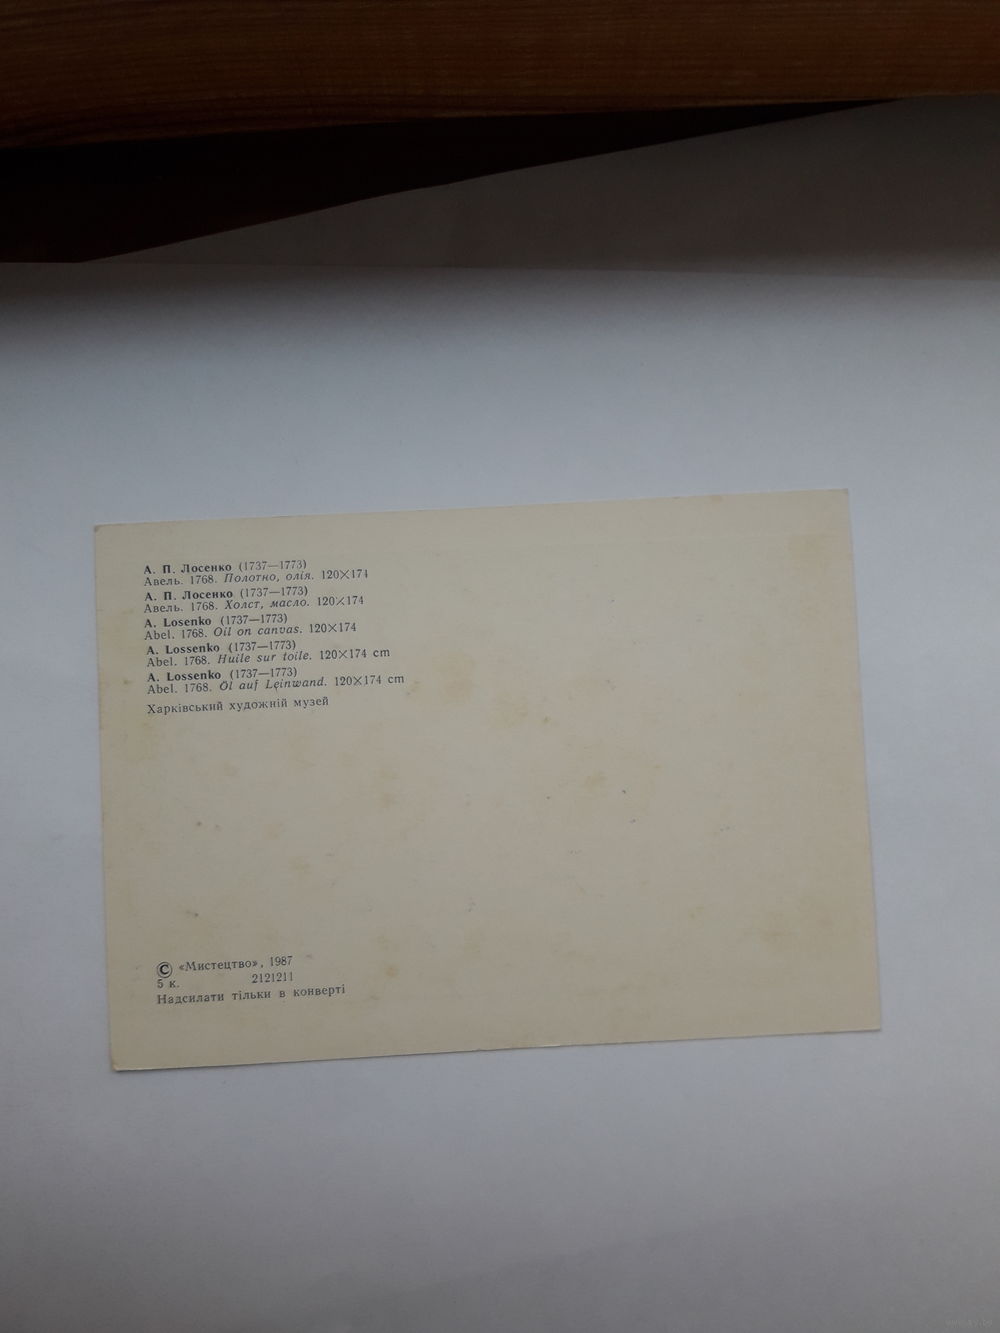 А. П. Лосенко (1737—1773)
Авель. 1768. Полотно, олія. 120×174
А. П. Лосенко (1737—1773)
Авель. 1768. Холст, масло. 120×174
A. Losenko (1737—1773)
Abel. 1768. Oil on canvas. 120×174
A. Lossenko (1737—1773)
Abel. 1768. Huile sur toile. 120×174 cm
A. Lossenko (1737—1773)
Abel. 1768. Öl auf Leinwand. 120×174 cm
Харківський художній музей
© «Мистецтво», 1987
5 к. 2121211
Надсилати тільки в конверті